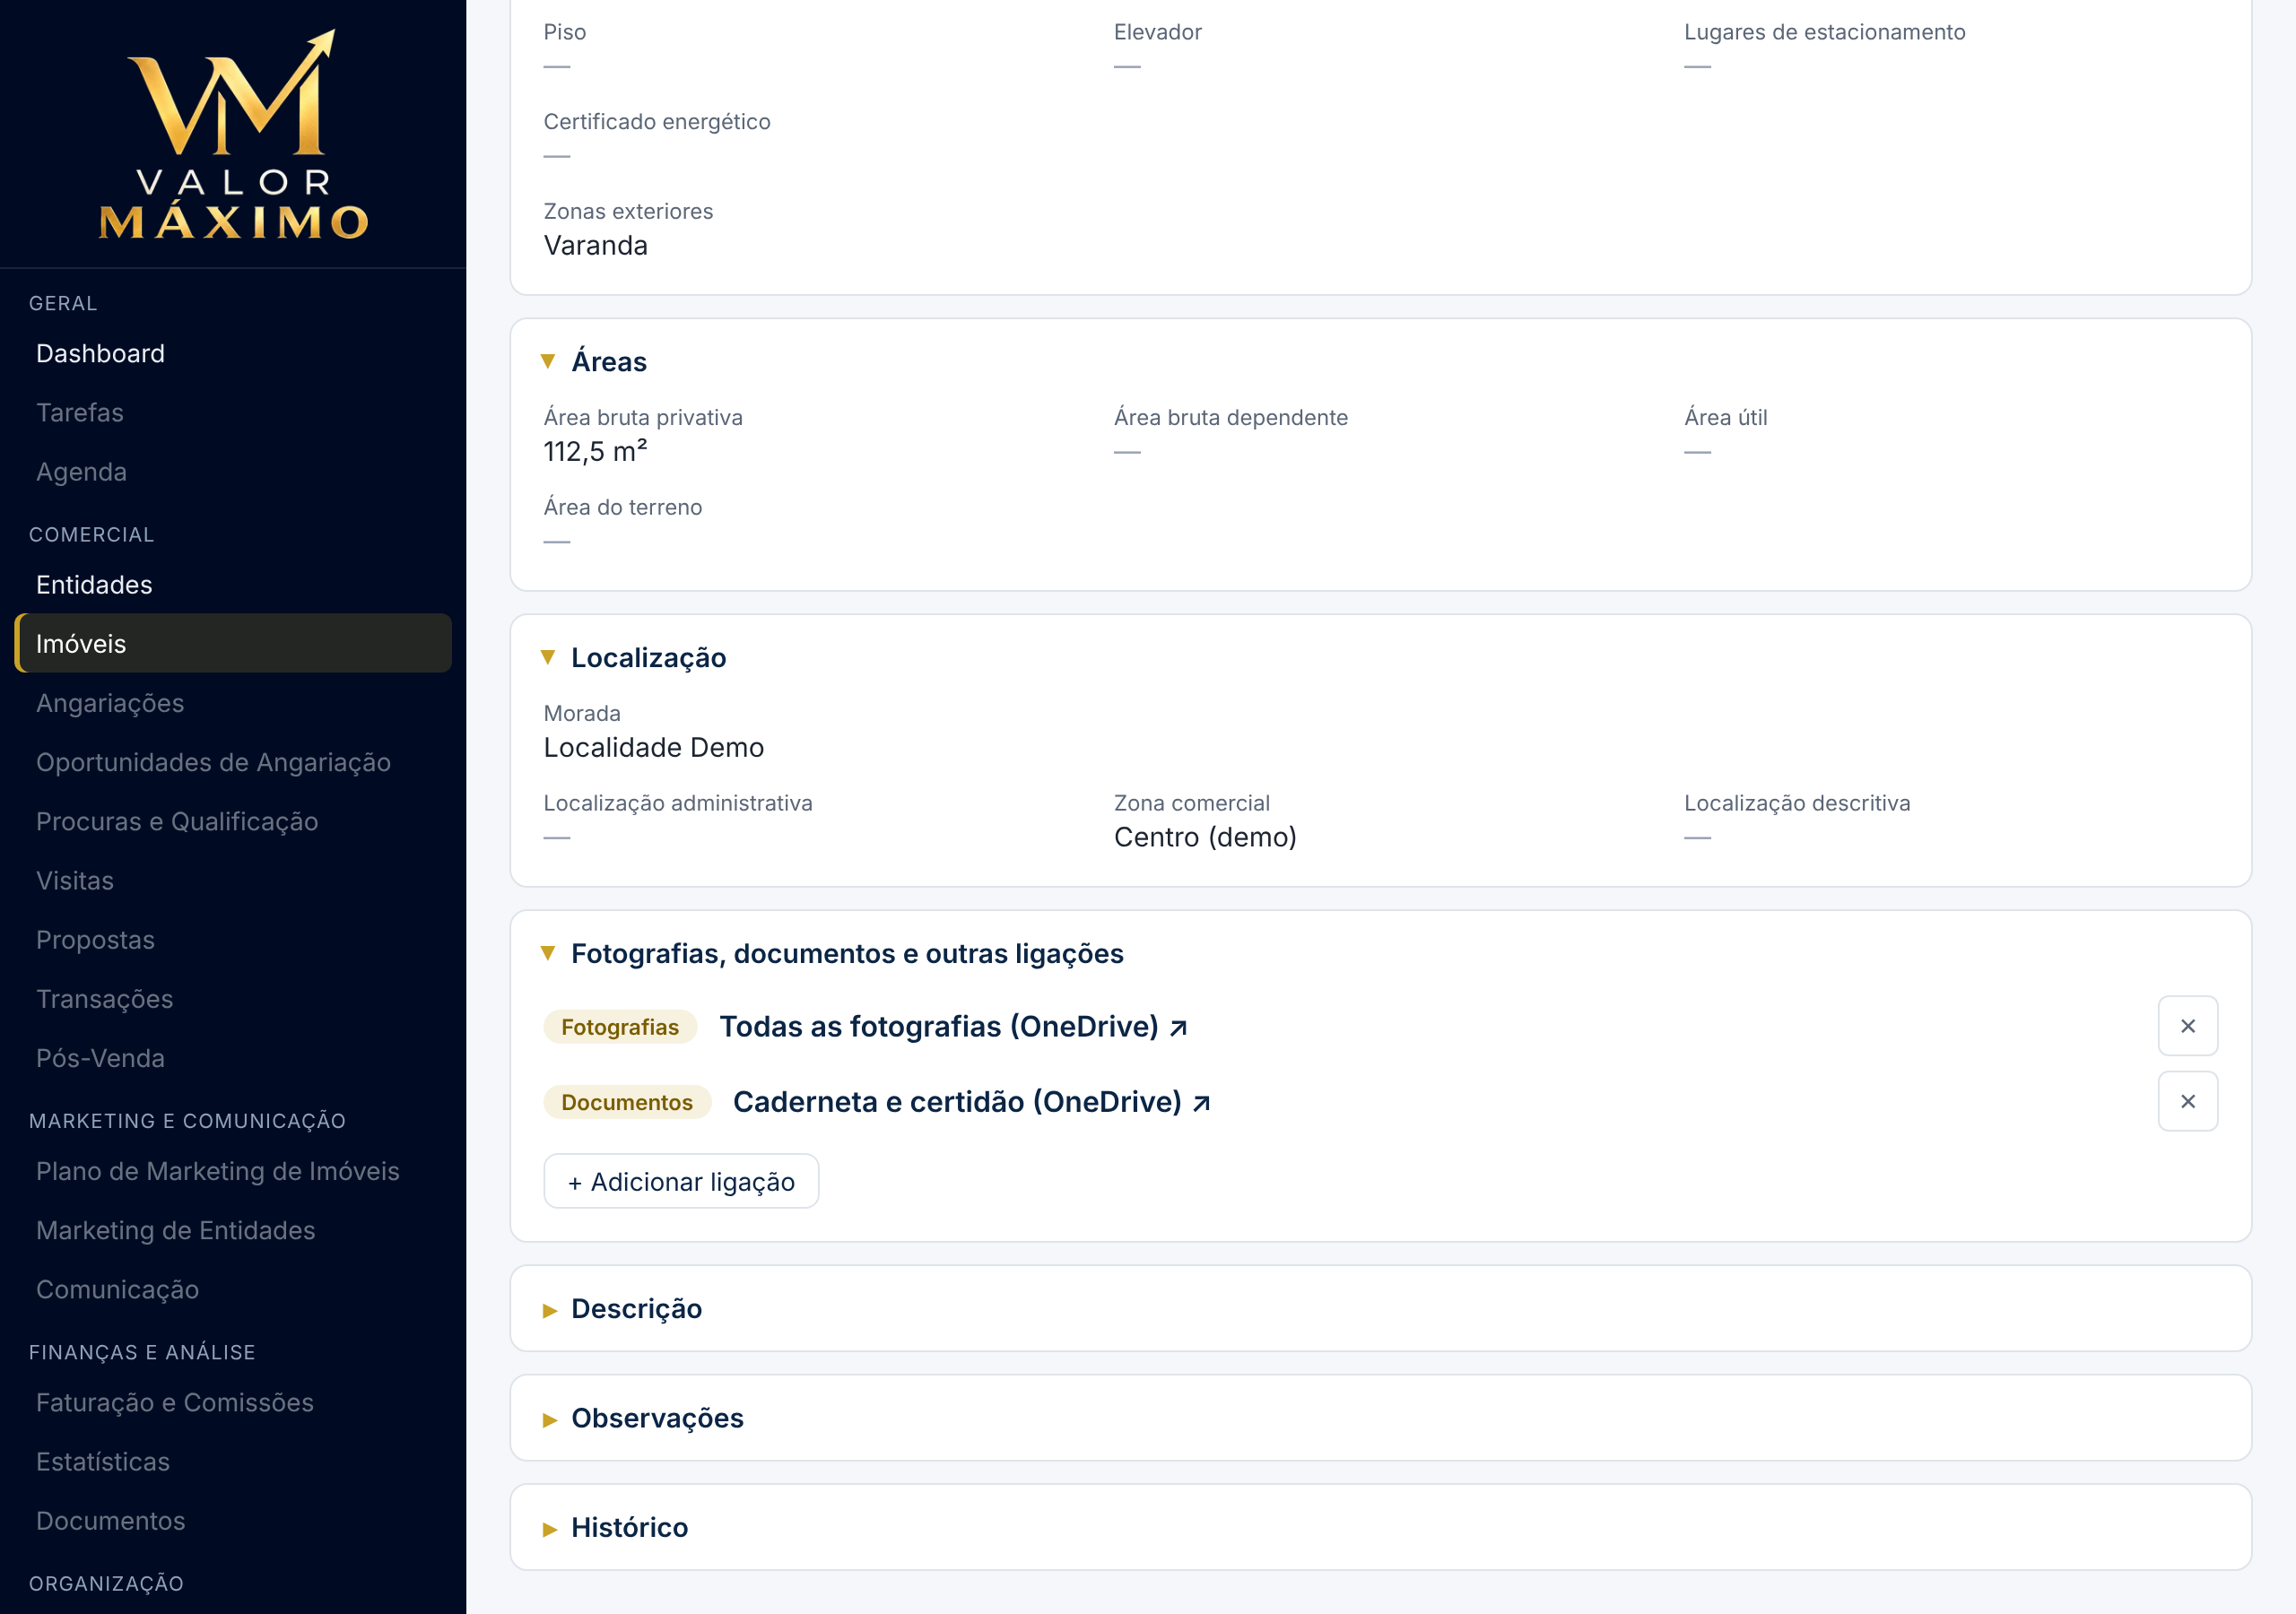 VM
VALOR
MÁXIMO
GERAL
Dashboard
Tarefas
Agenda
COMERCIAL
Entidades
Imóveis
Angariações
Oportunidades de Angariação
Procuras e Qualificação
Visitas
Propostas
Transações
Pós-Venda
MARKETING E COMUNICAÇÃO
Plano de Marketing de Imóveis
Marketing de Entidades
Comunicação
FINANÇAS E ANÁLISE
Faturação e Comissões
Estatísticas
Documentos
ORGANIZAÇÃO
Piso Elevador Lugares de estacionamento
— — —
Certificado energético
—
Zonas exteriores
Varanda
▼ Áreas
Área bruta privativa Área bruta dependente Área útil
112,5 m² — —
Área do terreno
—
▼ Localização
Morada
Localidade Demo
Localização administrativa Zona comercial Localização descritiva
— Centro (demo) —
▼ Fotografias, documentos e outras ligações
Fotografias Todas as fotografias (OneDrive) ↗ ×
Documentos Caderneta e certidão (OneDrive) ↗ ×
+ Adicionar ligação
▶ Descrição
▶ Observações
▶ Histórico